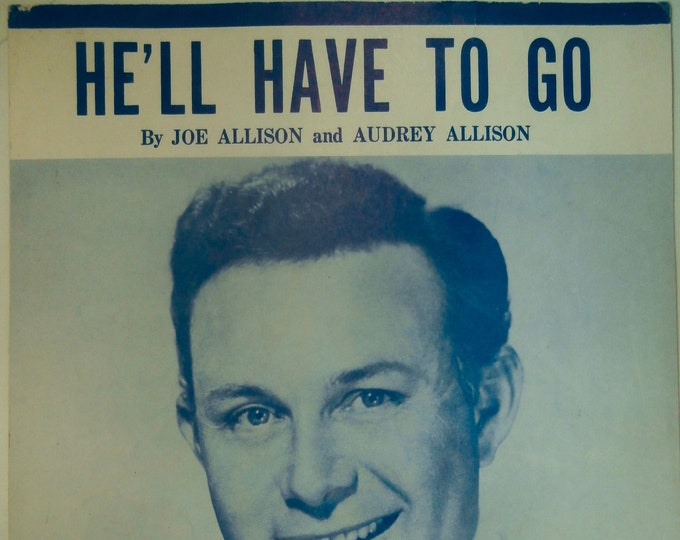 HE'LL HAVE TO GO
By JOE ALLISON and AUDREY ALLISON